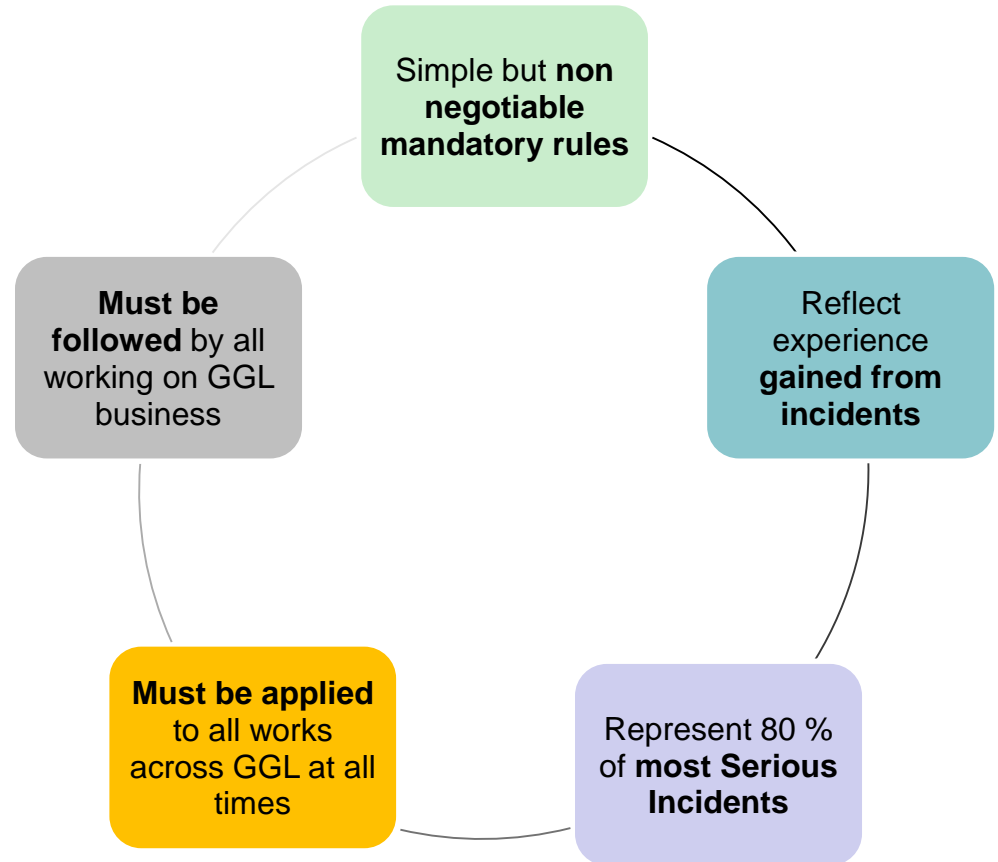 Simple but non
negotiable
mandatory rules
Reflect
experience
gained from
incidents
Represent 80 %
of most Serious
Incidents
Must be applied
to all works
across GGL at all
times
Must be
followed by all
working on GGL
business